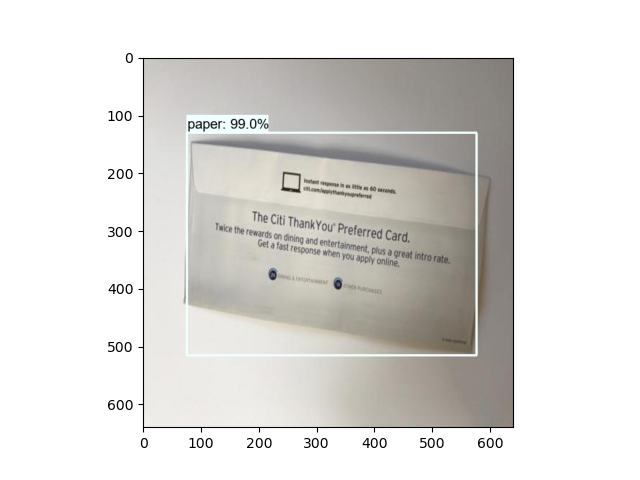 0
100
200
300
400
500
600
paper: 99.0%
Instant response in as little as 60 seconds.
citi.com/applythankyoupreferred
The Citi ThankYou® Preferred Card.
Twice the rewards on dining and entertainment, plus a great intro rate.
Get a fast response when you apply online.
DINING & ENTERTAINMENT
OTHER PURCHASES
0
100
200
300
400
500
600